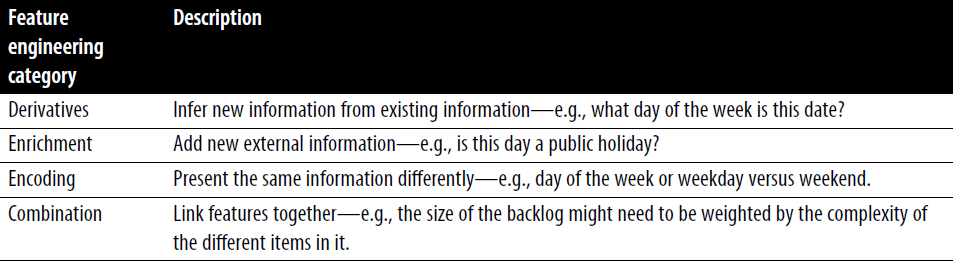 Feature Description
engineering
category
Derivatives Infer new information from existing information—e.g., what day of the week is this date?
Enrichment Add new external information—e.g., is this day a public holiday?
Encoding Present the same information differently—e.g., day of the week or weekday versus weekend.
Combination Link features together—e.g., the size of the backlog might need to be weighted by the complexity of
the different items in it.